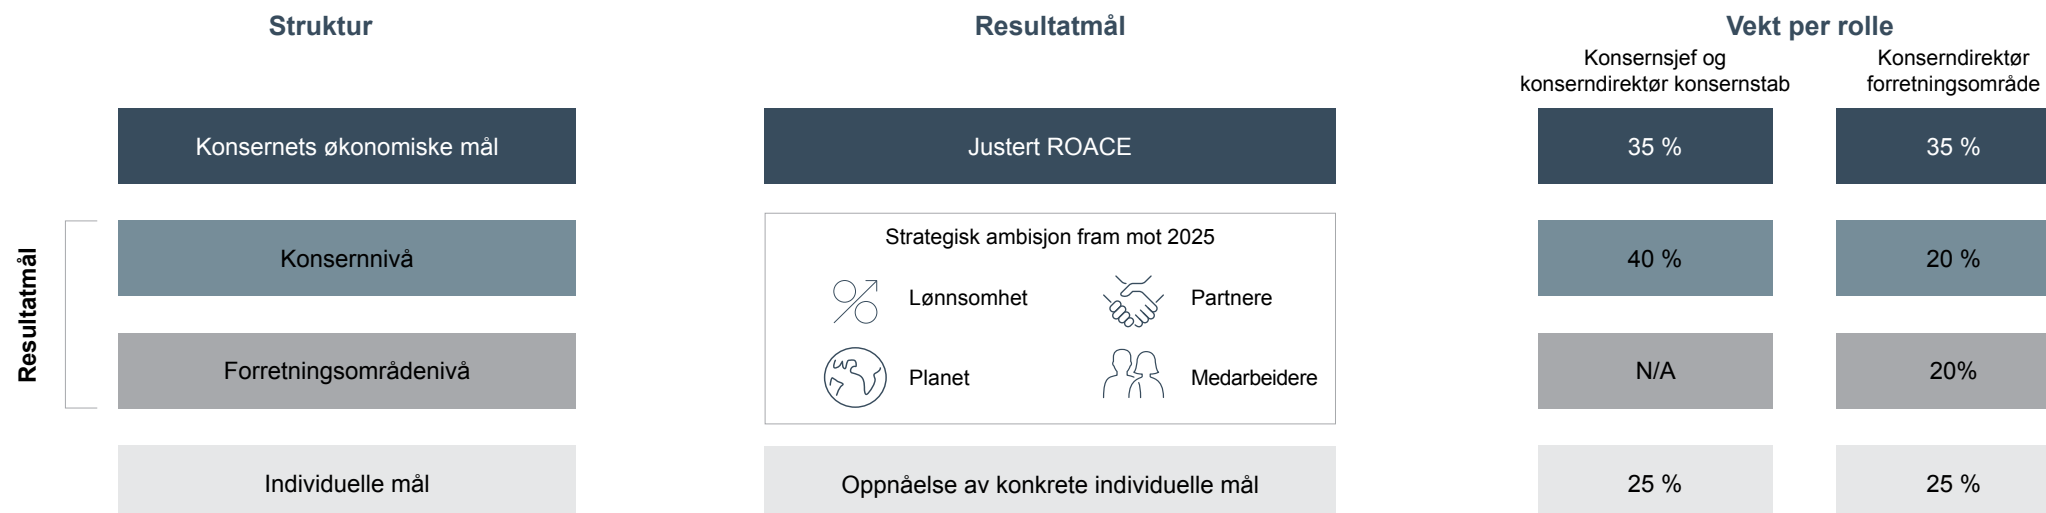 Struktur
Resultatmål
Vekt per rolle
Konsernsjef og
konserndirektør konsernstab
Konserndirektør
forretningsområde
Konsernets økonomiske mål
Justert ROACE
35 %
35 %
Resultatmål
Konsernnivå
Strategisk ambisjon fram mot 2025
Lønnsomhet
Partnere
Planet
Medarbeidere
40 %
20 %
Forretningsområdenivå
N/A
20%
Individuelle mål
Oppnåelse av konkrete individuelle mål
25 %
25 %